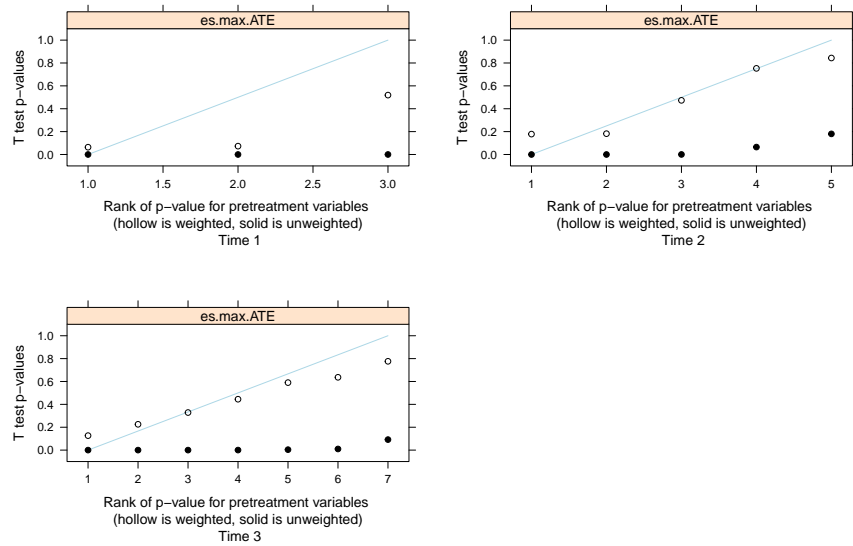 es.max.ATE
T test p−values
1.0
0.8
0.6
0.4
0.2
0.0
1.0 1.5 2.0 2.5 3.0
Rank of p−value for pretreatment variables
(hollow is weighted, solid is unweighted)
Time 1
es.max.ATE
T test p−values
1.0
0.8
0.6
0.4
0.2
0.0
1 2 3 4 5
Rank of p−value for pretreatment variables
(hollow is weighted, solid is unweighted)
Time 2
es.max.ATE
T test p−values
1.0
0.8
0.6
0.4
0.2
0.0
1 2 3 4 5 6 7
Rank of p−value for pretreatment variables
(hollow is weighted, solid is unweighted)
Time 3